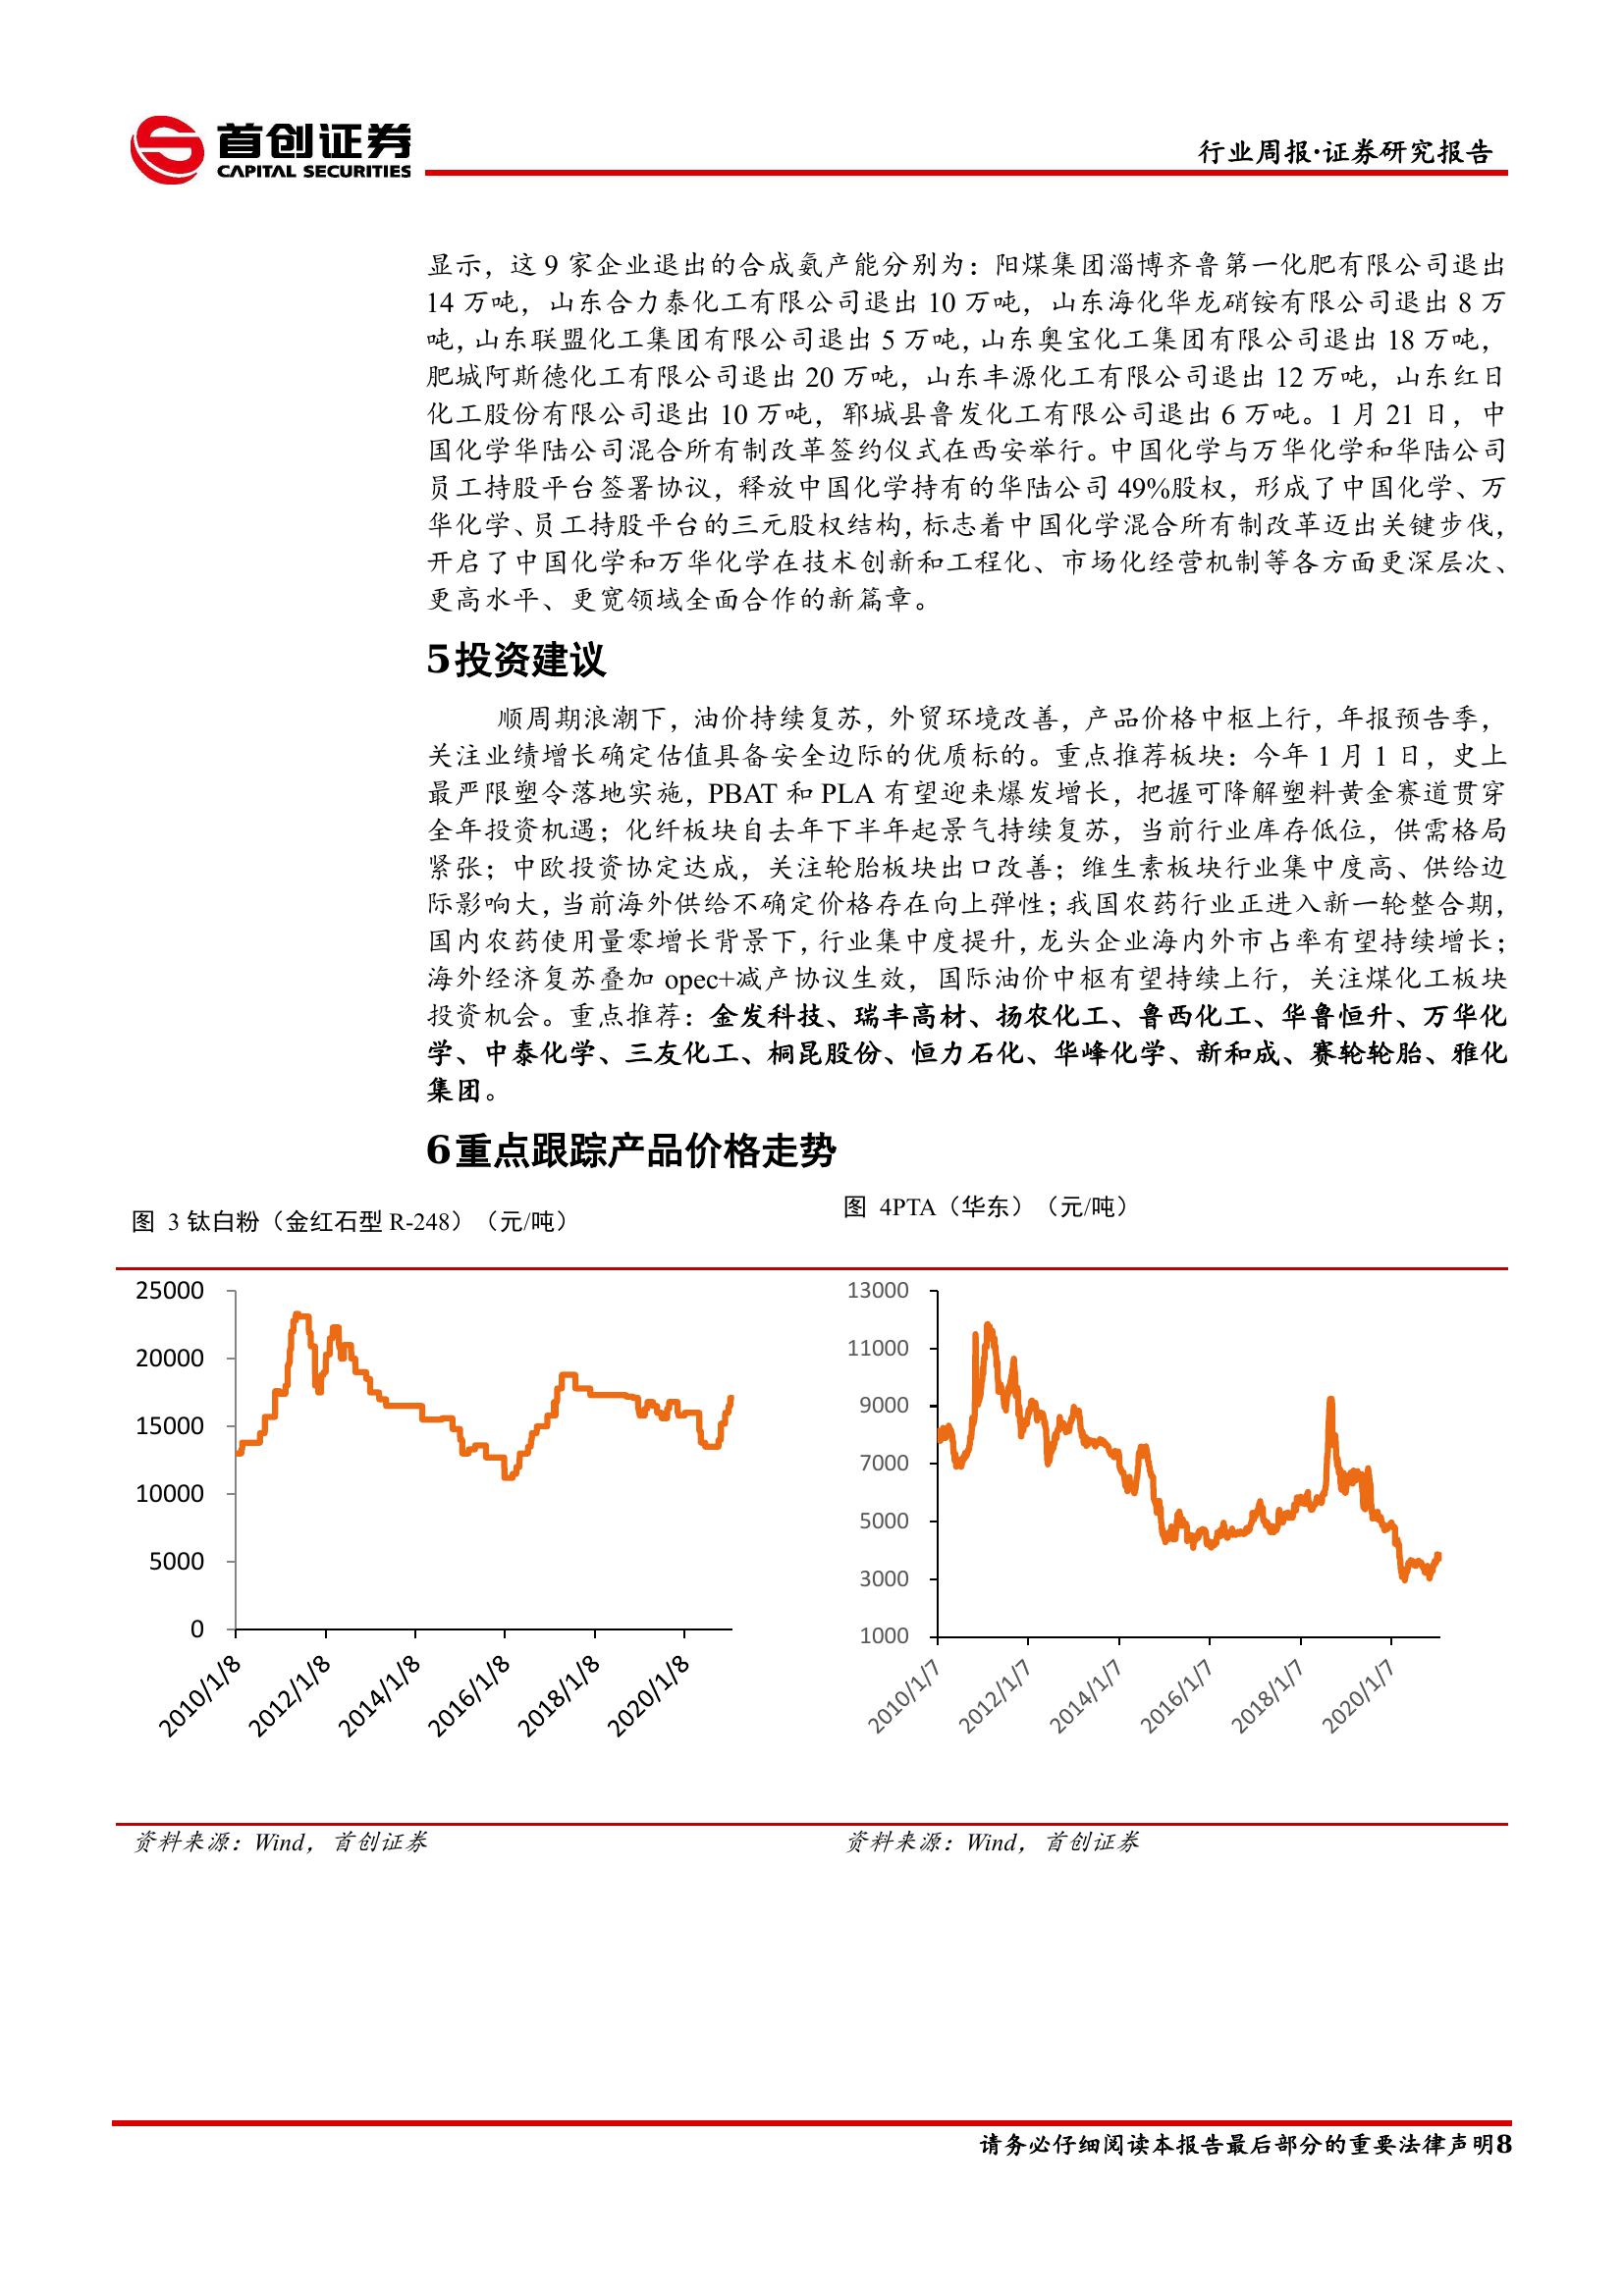 首创证券
CAPITAL SECURITIES
行业周报·证券研究报告
显示，这 9 家企业退出的合成氨产能分别为：阳煤集团淄博齐鲁第一化肥有限公司退出
14 万吨，山东合力泰化工有限公司退出 10 万吨，山东海化华龙硝铵有限公司退出 8 万
吨，山东联盟化工集团有限公司退出 5 万吨，山东奥宝化工集团有限公司退出 18 万吨，
肥城阿斯德化工有限公司退出 20 万吨，山东丰源化工有限公司退出 12 万吨，山东红日
化工股份有限公司退出 10 万吨，郓城县鲁发化工有限公司退出 6 万吨。1 月 21 日，中
国化学华陆公司混合所有制改革签约仪式在西安举行。中国化学与万华化学和华陆公司
员工持股平台签署协议，释放中国化学持有的华陆公司 49%股权，形成了中国化学、万
华化学、员工持股平台的三元股权结构，标志着中国化学混合所有制改革迈出关键步伐，
开启了中国化学和万华化学在技术创新和工程化、市场化经营机制等各方面更深层次、
更高水平、更宽领域全面合作的新篇章。
5投资建议
顺周期浪潮下，油价持续复苏，外贸环境改善，产品价格中枢上行，年报预告季，
关注业绩增长确定估值具备安全边际的优质标的。重点推荐板块：今年 1 月 1 日，史上
最严限塑令落地实施，PBAT 和 PLA 有望迎来爆发增长，把握可降解塑料黄金赛道贯穿
全年投资机遇；化纤板块自去年下半年起景气持续复苏，当前行业库存低位，供需格局
紧张；中欧投资协定达成，关注轮胎板块出口改善；维生素板块行业集中度高、供给边
际影响大，当前海外供给不确定价格存在向上弹性；我国农药行业正进入新一轮整合期，
国内农药使用量零增长背景下，行业集中度提升，龙头企业海内外市占率有望持续增长；
海外经济复苏叠加 opec+减产协议生效，国际油价中枢有望持续上行，关注煤化工板块
投资机会。重点推荐：金发科技、瑞丰高材、扬农化工、鲁西化工、华鲁恒升、万华化
学、中泰化学、三友化工、桐昆股份、恒力石化、华峰化学、新和成、赛轮轮胎、雅化
集团。
6重点跟踪产品价格走势
图 3 钛白粉（金红石型 R-248）（元/吨）
25000
20000
15000
10000
5000
0
2010/1/8
2012/1/8
2014/1/8
2016/1/8
2018/1/8
2020/1/8
资料来源：Wind，首创证券
图 4PTA（华东）（元/吨）
13000
11000
9000
7000
5000
3000
1000
2010/1/7
2012/1/7
2014/1/7
2016/1/7
2018/1/7
2020/1/7
资料来源：Wind，首创证券
请务必仔细阅读本报告最后部分的重要法律声明8